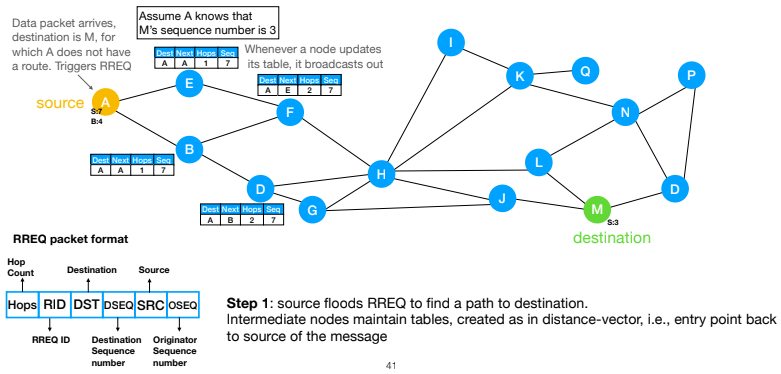 Data packet arrives,
destination is M, for
which A does not have
a route. Triggers RREQ
Assume A knows that
M's sequence number is 3
Whenever a node updates
its table, it broadcasts out
Dest Next Hops Seq
A A 1 7
Dest Next Hops Seq
A E 2 7
source
A
S:7
B:4
E
F
B
Dest Next Hops Seq
A A 1 7
D
Dest Next Hops Seq
A B 2 7
G
H
I
K
Q
P
N
L
J
M
S:3
D
destination
RREQ packet format
Hop
Count
Destination
Source
Hops RID DST DSEQ SRC OSEQ
RREQ ID
Destination
Sequence
number
Originator
Sequence
number
Step 1: source floods RREQ to find a path to destination.
Intermediate nodes maintain tables, created as in distance-vector, i.e., entry point back
to source of the message
41